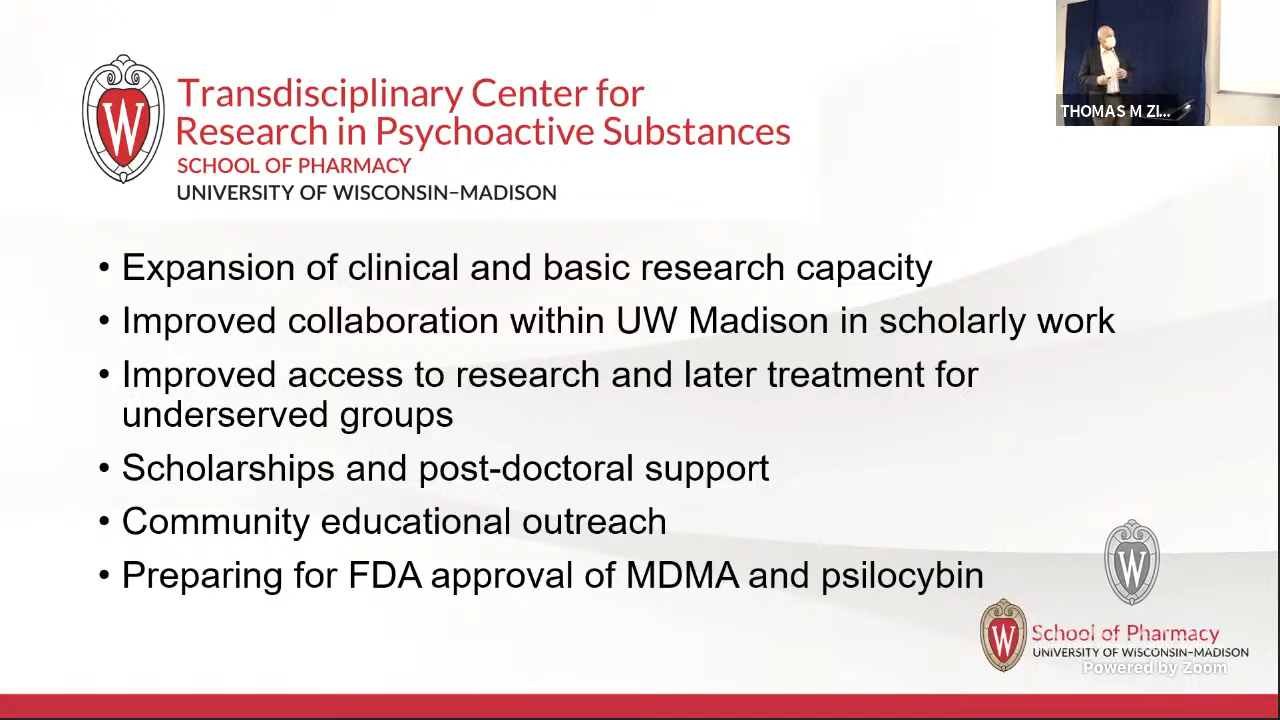 THOMAS M ZI...
W
Transdisciplinary Center for
Research in Psychoactive Substances
SCHOOL OF PHARMACY
UNIVERSITY OF WISCONSIN–MADISON
• Expansion of clinical and basic research capacity
• Improved collaboration within UW Madison in scholarly work
• Improved access to research and later treatment for
underserved groups
• Scholarships and post-doctoral support
• Community educational outreach
• Preparing for FDA approval of MDMA and psilocybin
W
W
School of Pharmacy
UNIVERSITY OF WISCONSIN–MADISON
Powered by Zoom